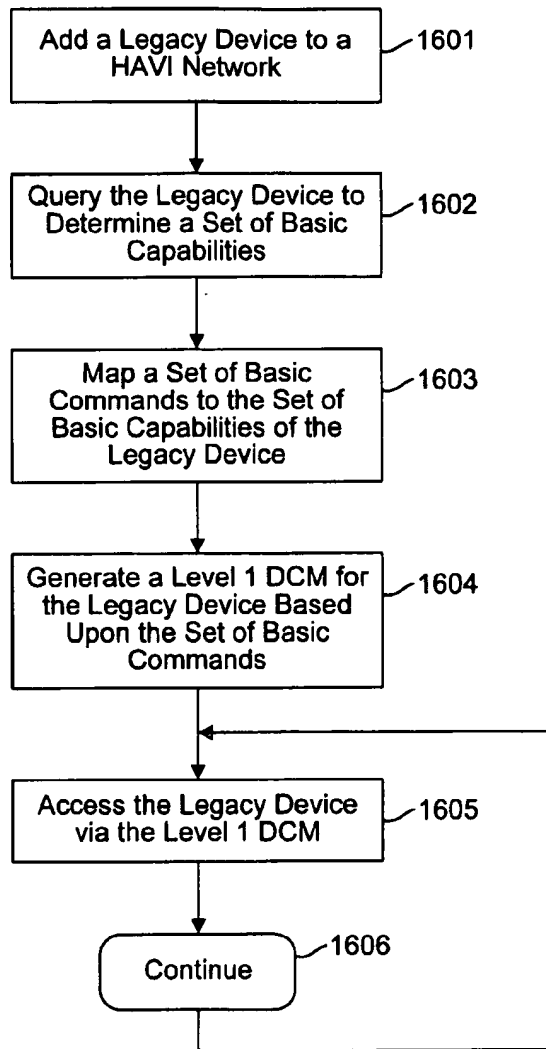 Add a Legacy Device to a
HAVI Network
1601
Query the Legacy Device to
Determine a Set of Basic
Capabilities
1602
Map a Set of Basic
Commands to the Set of
Basic Capabilities of the
Legacy Device
1603
Generate a Level 1 DCM for
the Legacy Device Based
Upon the Set of Basic
Commands
1604
Access the Legacy Device
via the Level 1 DCM
1605
Continue
1606